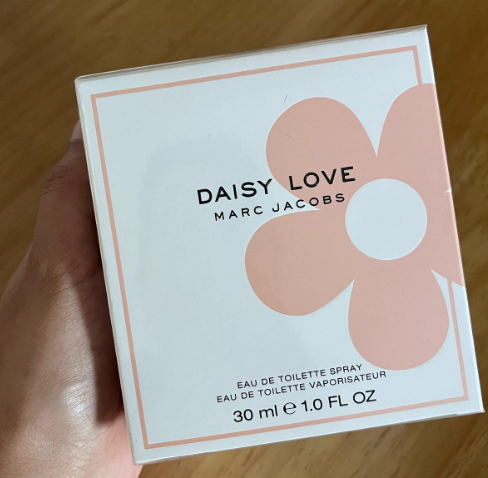 DAISY LOVE
MARC JACOBS
EAU DE TOILETTE SPRAY
EAU DE TOILETTE VAPORISATEUR
30 ml ℮ 1.0 FL OZ